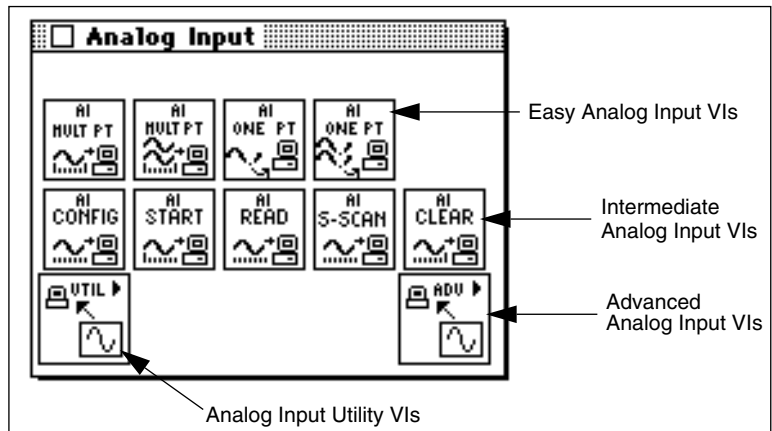 Analog Input
AI
MULT PT
AI
MULT PT
AI
ONE PT
AI
ONE PT
Easy Analog Input VIs
AI
CONFIG
AI
START
AI
READ
AI
S-SCAN
AI
CLEAR
Intermediate
Analog Input VIs
UTIL
ADV
Advanced
Analog Input VIs
Analog Input Utility VIs